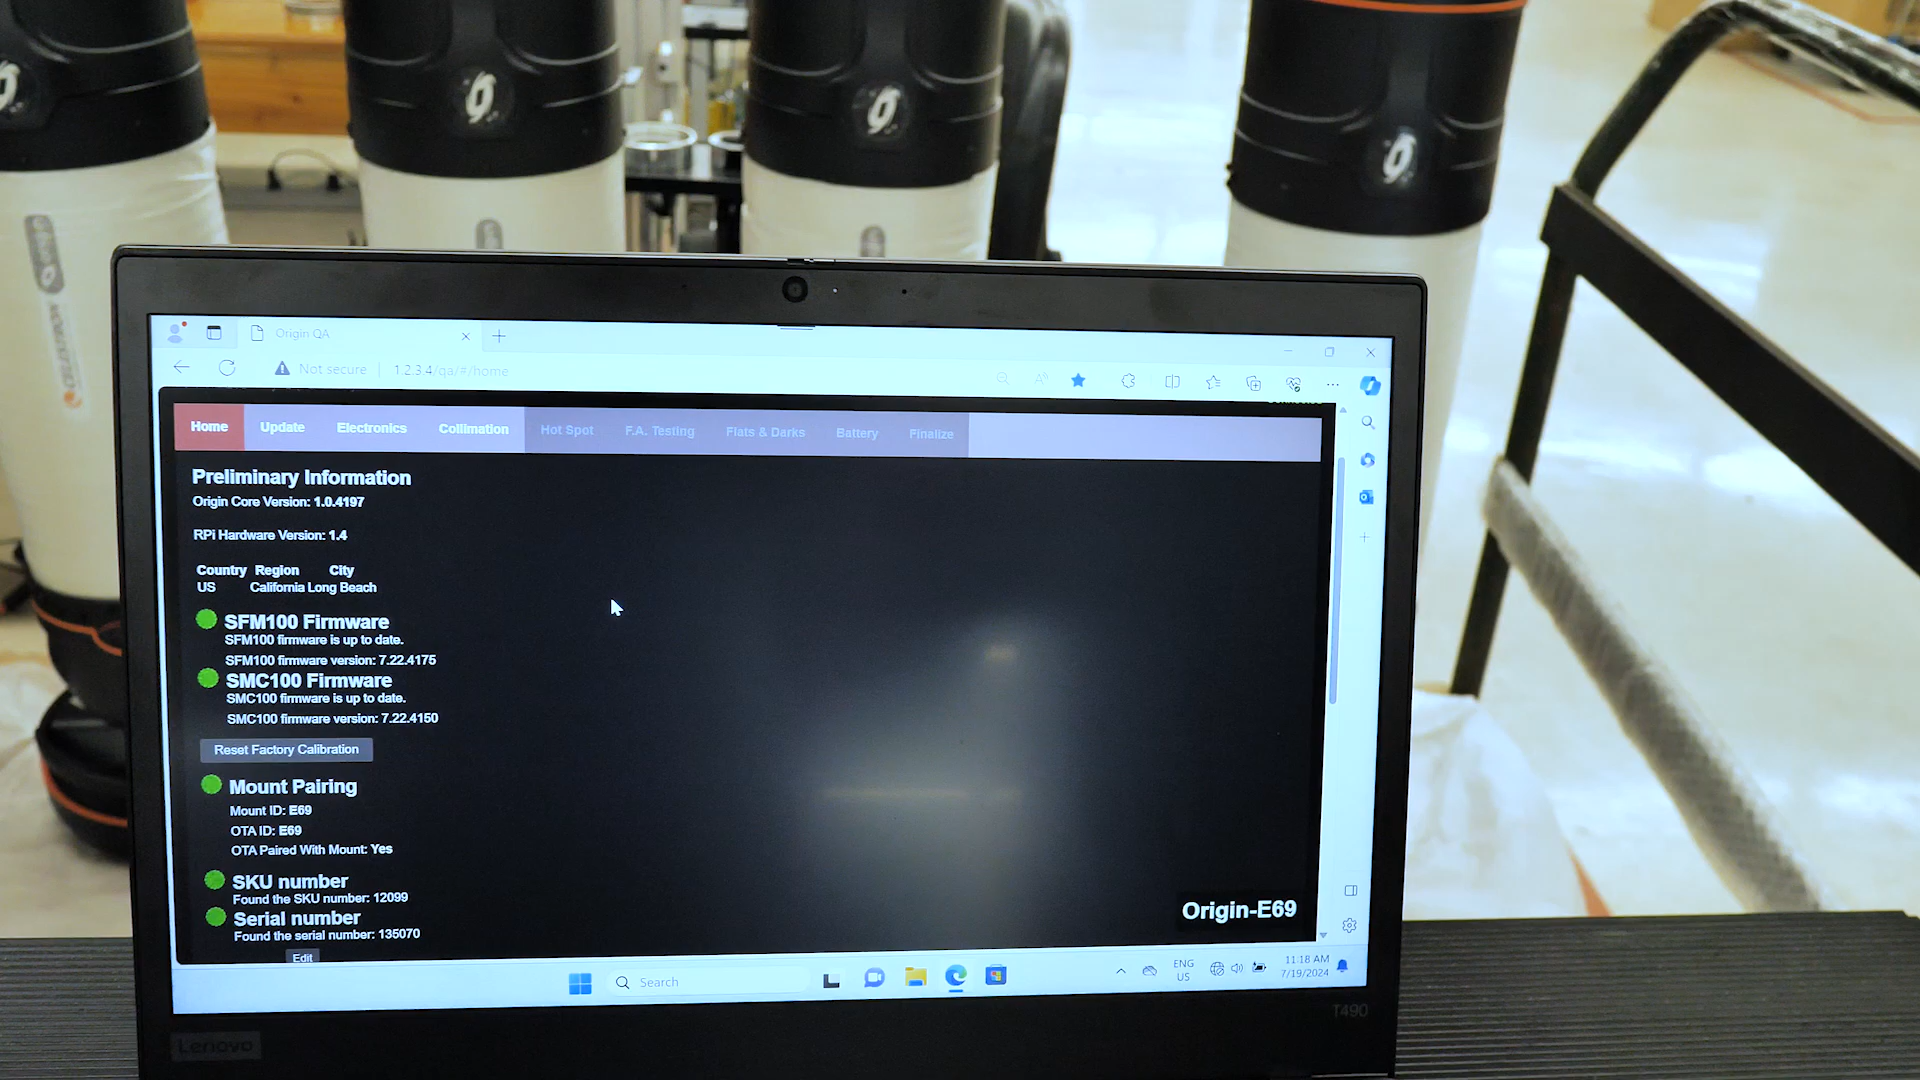 Origin QA
Not secure 1.2.3.4/qa/#/home
Home Update Electronics Collimation Hot Spot F.A. Testing Flats & Darks Battery Finalize
Preliminary Information
Origin Core Version: 1.0.4197
RPi Hardware Version: 1.4
Country Region City
US California Long Beach
SFM100 Firmware
SFM100 firmware is up to date.
SFM100 firmware version: 7.22.4175
SMC100 Firmware
SMC100 firmware is up to date.
SMC100 firmware version: 7.22.4150
Reset Factory Calibration
Mount Pairing
Mount ID: E69
OTA ID: E69
OTA Paired With Mount: Yes
SKU number
Found the SKU number: 12099
Serial number
Found the serial number: 135070
Edit
Origin-E69
Search
ENG
US
11:18 AM
7/19/2024
T490
Lenovo
CELESTRON